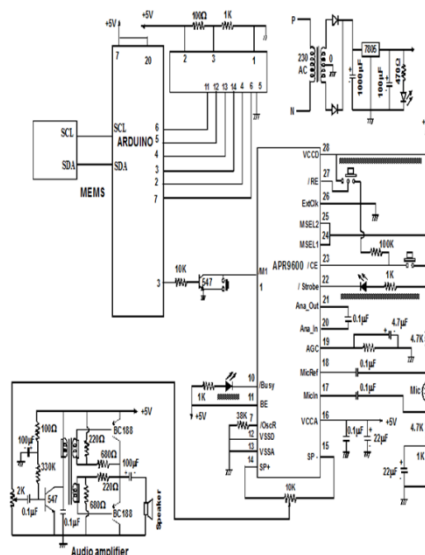 +5V
100Ω 1K
+5V
7 20
2 3 1
11 12 13 14 4 6 5
SCL SCL
ARDUINO
SDA SDA
MEMS
6
5
4
3
2
7
3
10K
547
P
230
AC
0
N
7805
1000µF
100µF
470Ω
VCCD 28
/RE 27
ExtClk 26
MSEL2 25
24
MSEL1
APR9600
100K
/CE 23
/M1
1
/Strobe 22
1K
Ana_Out 21
0.1µF
Ana_In 20
4.7µF
AGC 19
4.7K
MicRef 18
0.1µF
Mic
MicIn 17
0.1µF
4.7K
VCCA 16
+5V
0.1µF
22µF
SP - 15
1K
22µF
10 /Busy
1K
11 BE
+5V
38K
7 /OscR
12 VSSD
13 VSSA
14 SP+
10K
+5V
100Ω
100µF
330K
2K
0.1µF
547
0.1µF
220Ω
BC188
680Ω
100µF
220Ω
680Ω
BC188
Speaker
Audio amplifier